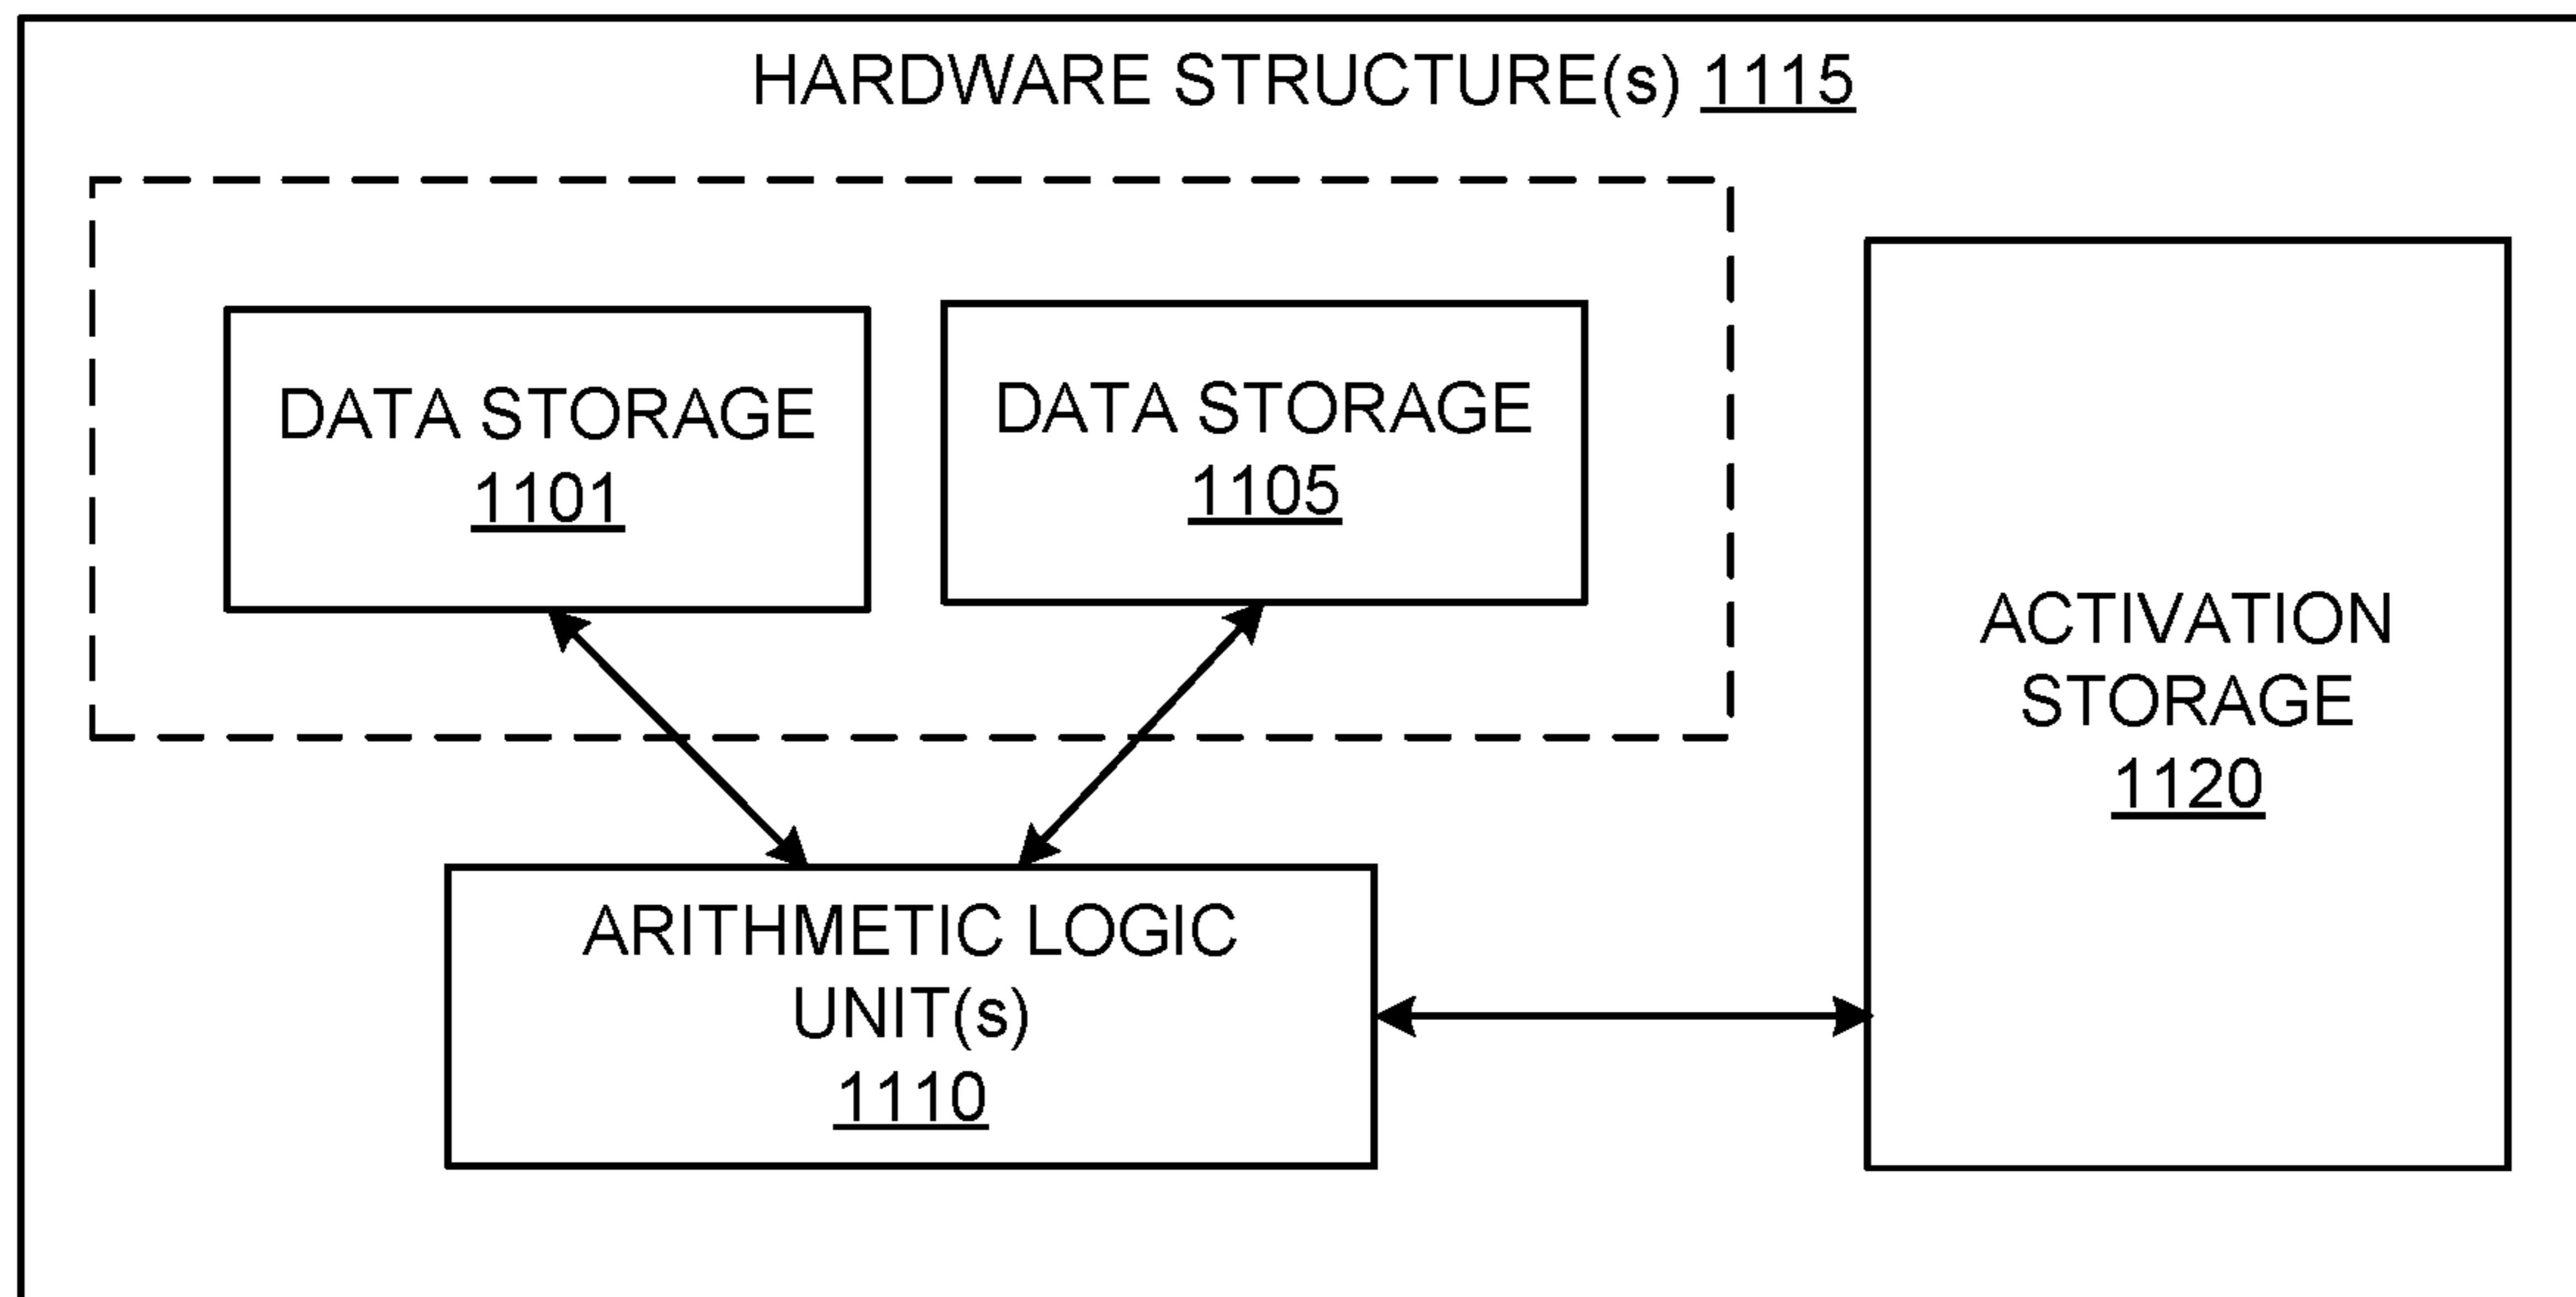 HARDWARE STRUCTURE(s) 1115
DATA STORAGE
1101
DATA STORAGE
1105
ACTIVATION
STORAGE
1120
ARITHMETIC LOGIC
UNIT(s)
1110